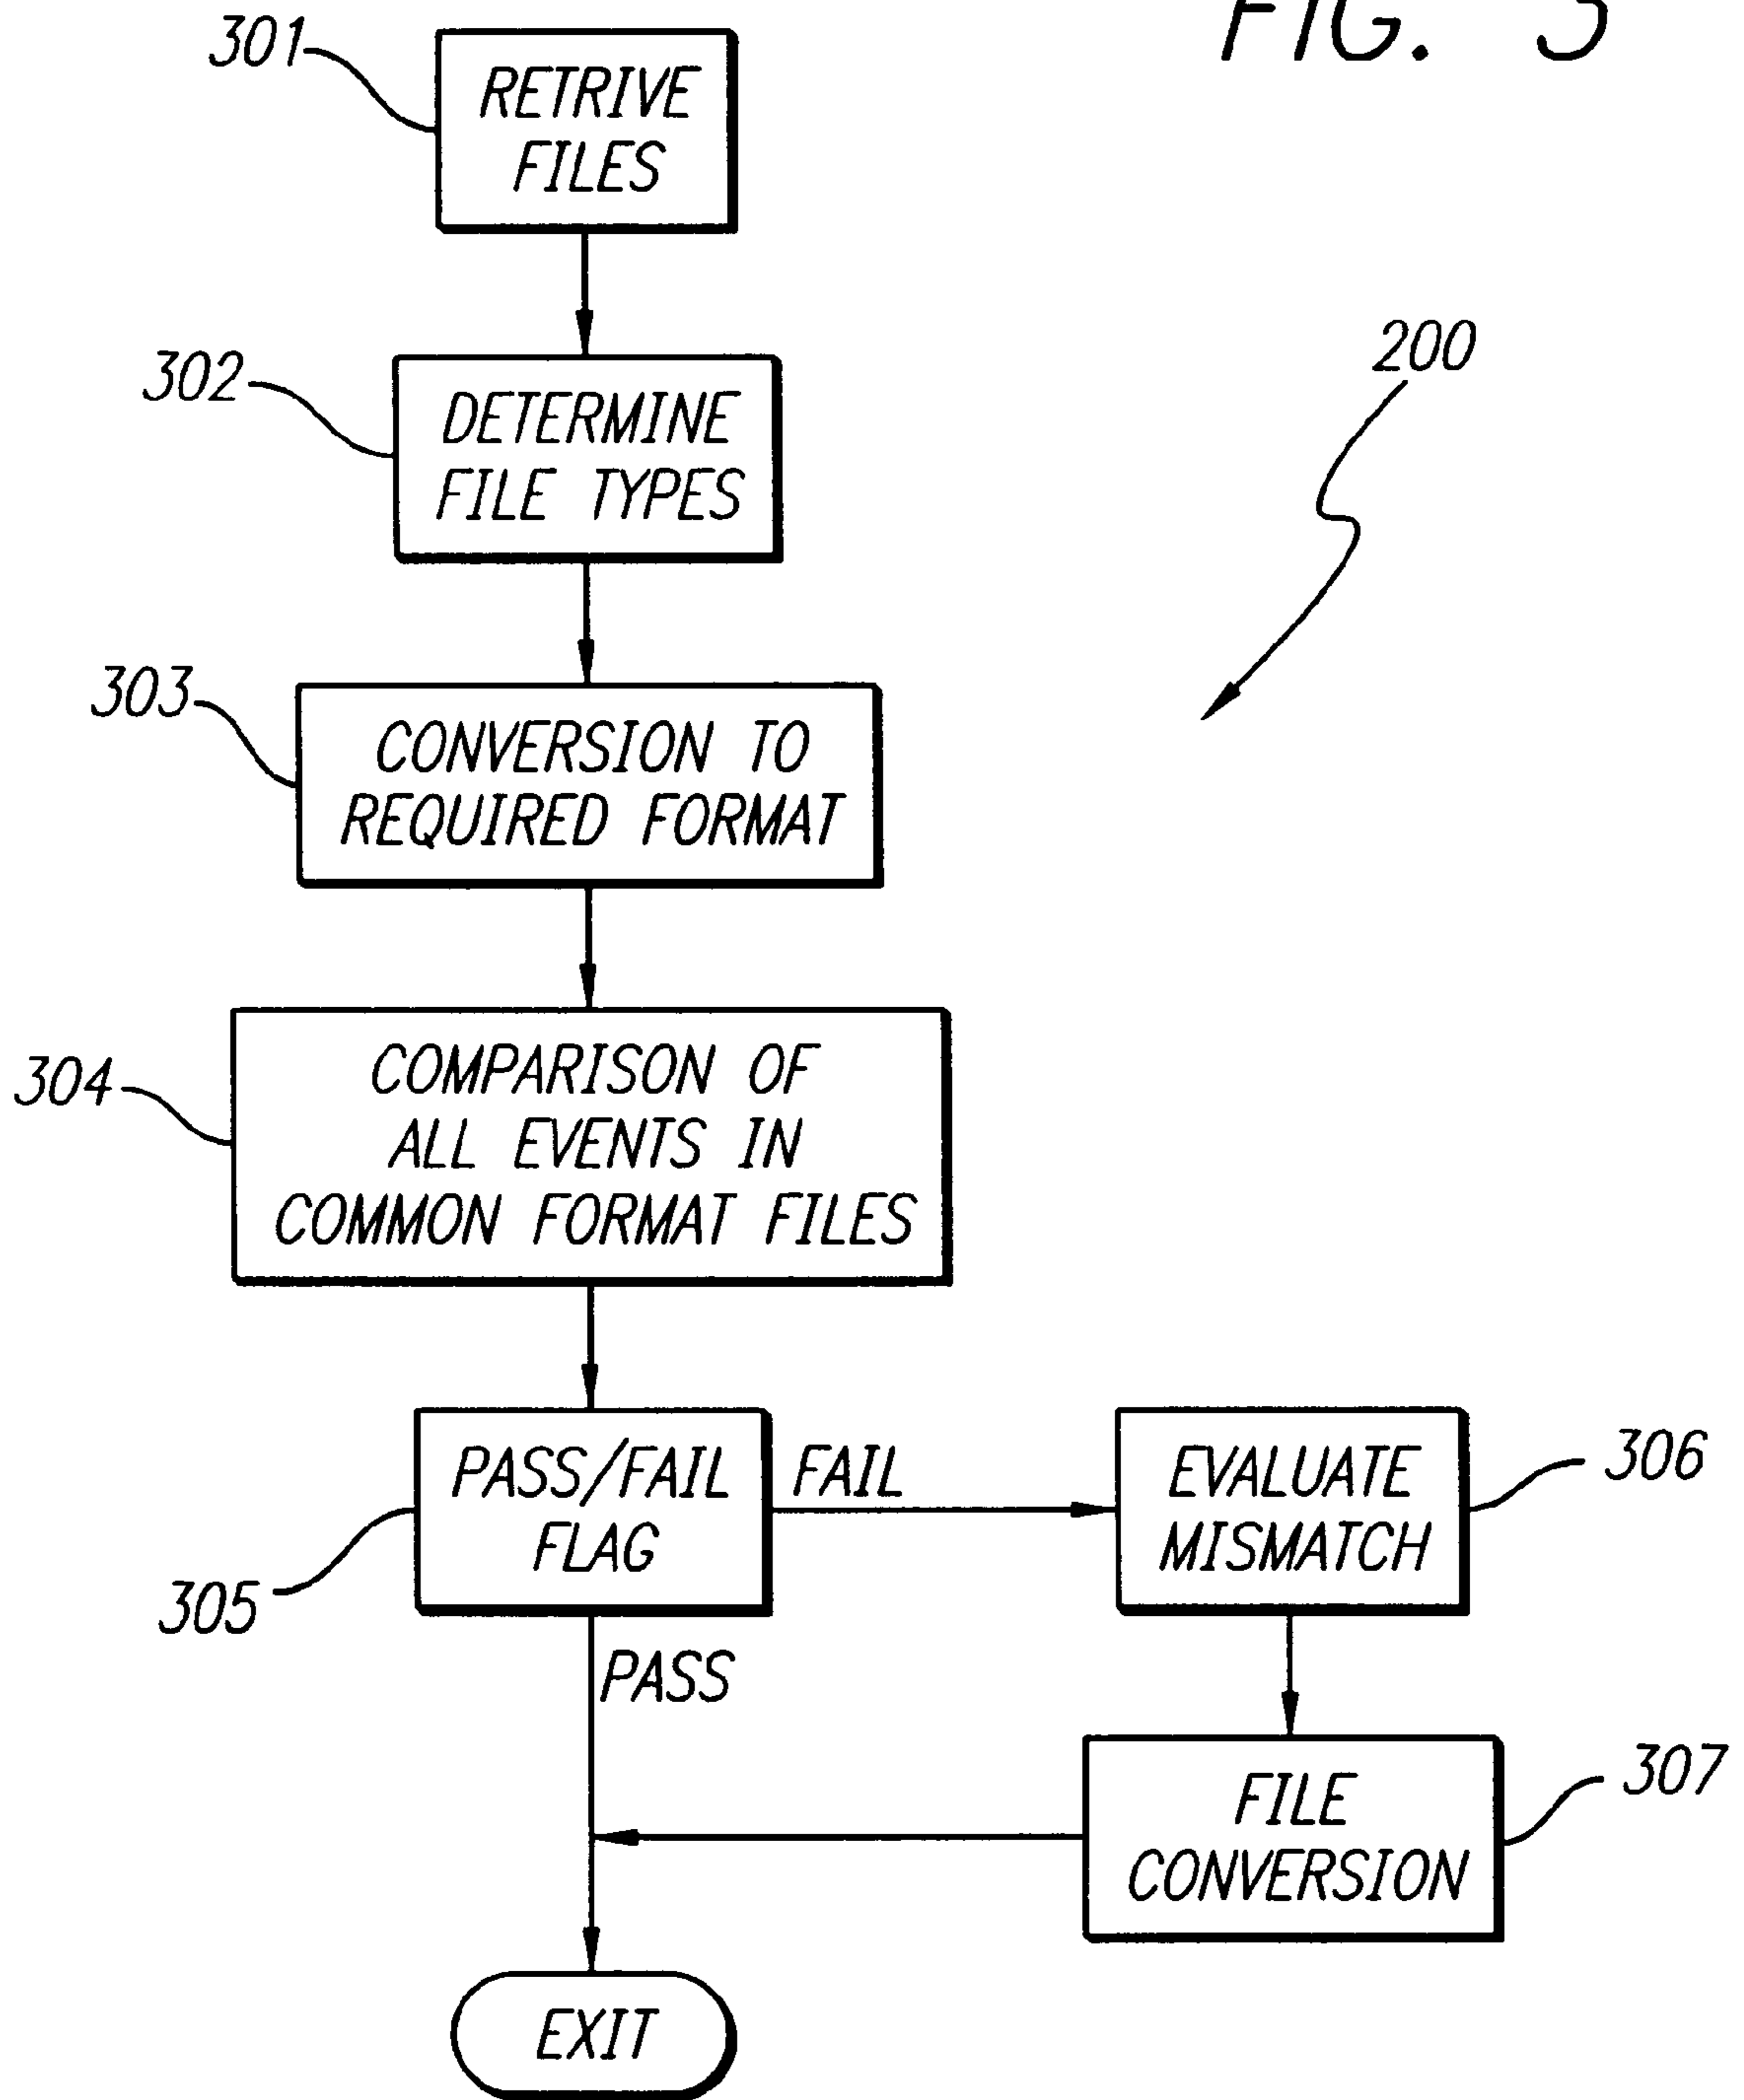 FIG. 3
301
RETRIVE
FILES
200
302
DETERMINE
FILE TYPES
303
CONVERSION TO
REQUIRED FORMAT
304
COMPARISON OF
ALL EVENTS IN
COMMON FORMAT FILES
PASS/FAIL
FLAG
305
FAIL
EVALUATE
MISMATCH
306
PASS
FILE
CONVERSION
307
EXIT